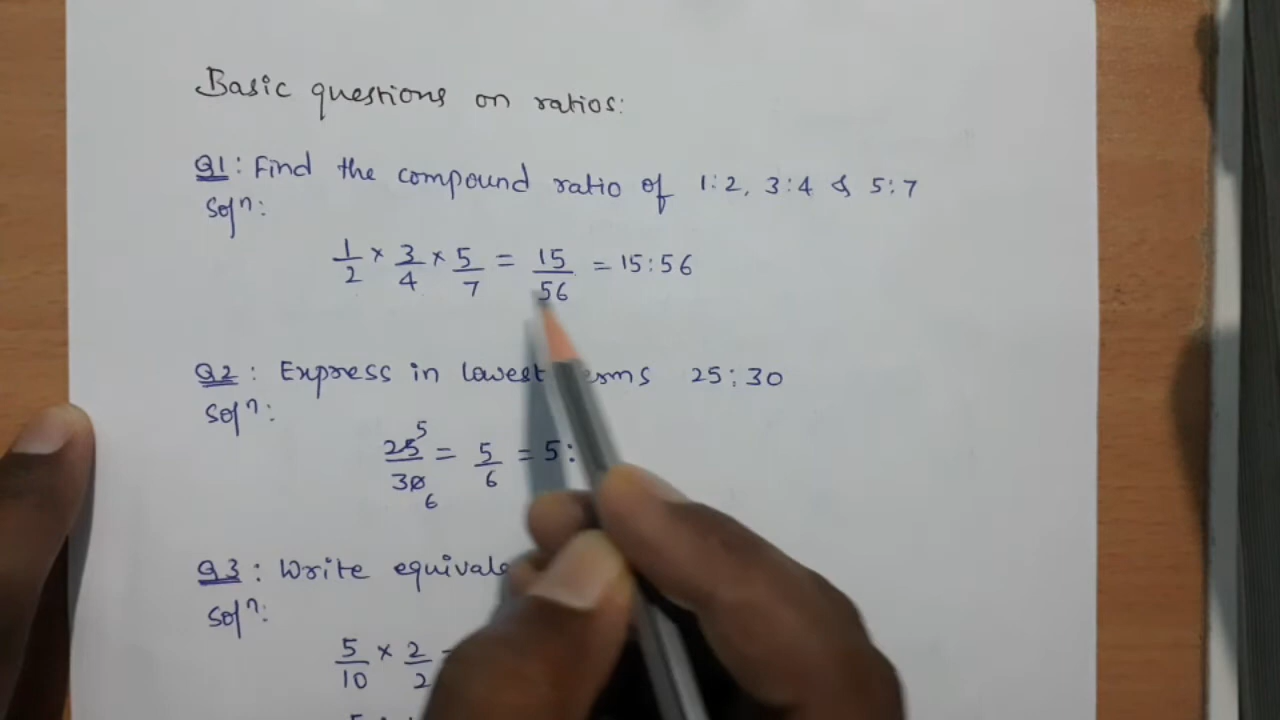 Basic questions on ratios:
Q1: Find the compound ratio of 1:2, 3:4 & 5:7
Solⁿ:
1/2 × 3/4 × 5/7 = 15/56 = 15:56
Q2: Express in lowest 25:30
Solⁿ:
25/30 5 6 = 5/6 = 5:
Q3: Write
Solⁿ:
5/10 × 2/2